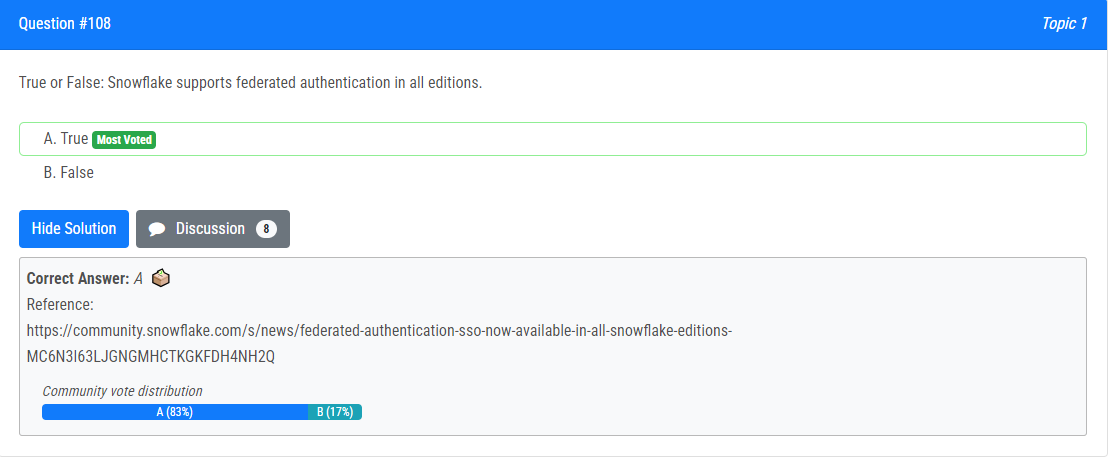 Question #108
Topic 1
True or False: Snowflake supports federated authentication in all editions.
A. True Most Voted
B. False
Hide Solution
Discussion 8
Correct Answer: A
Reference:
https://community.snowflake.com/s/news/federated-authentication-sso-now-available-in-all-snowflake-editions-
MC6N3I63LJGNGMHCTKGKFDH4NH2Q
Community vote distribution
A (83%)
B (17%)